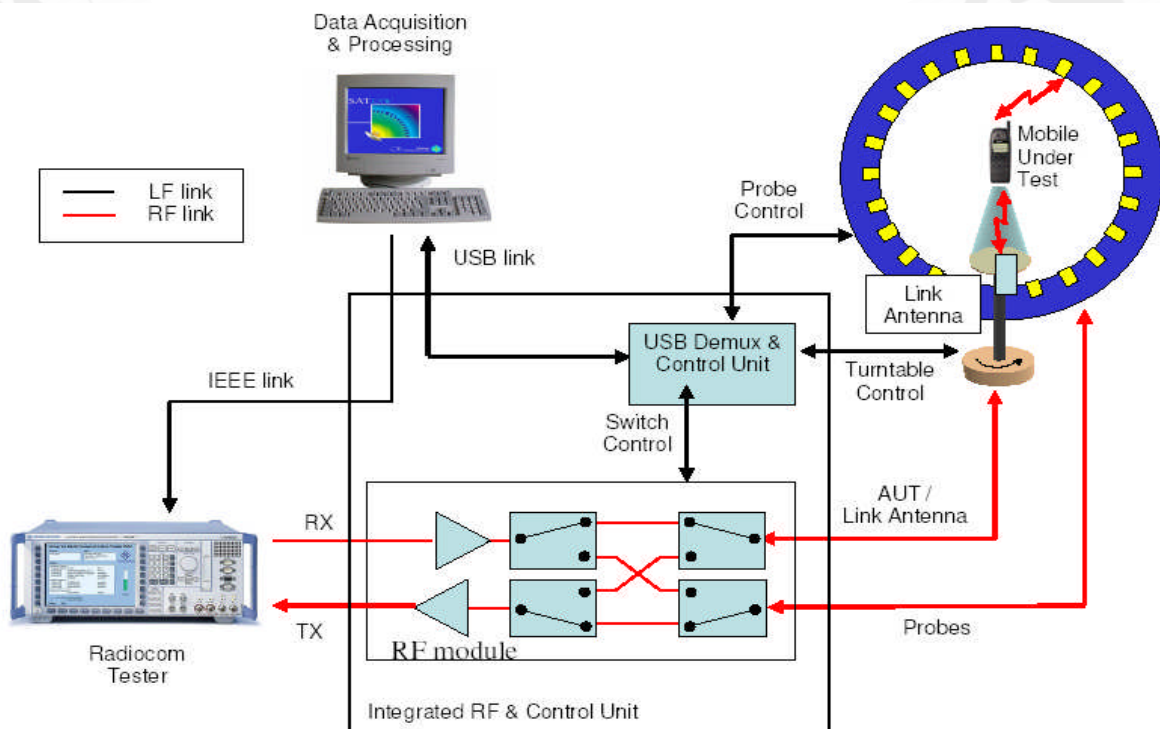 Data Acquisition
& Processing
SAT
LF link
RF link
Mobile
Under
Test
Probe
Control
USB link
Link
Antenna
USB Demux &
Control Unit
Turntable
Control
IEEE link
Switch
Control
AUT /
Link Antenna
RX
TX
Probes
RF module
Radiocom
Tester
Integrated RF & Control Unit